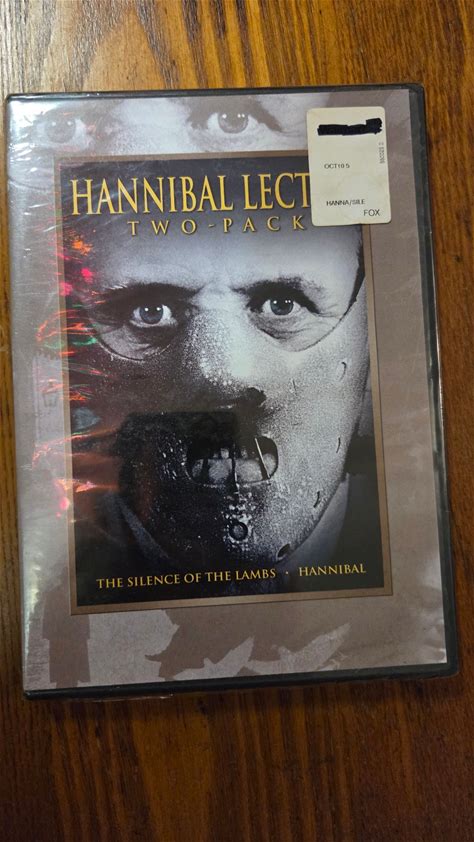 HANNIBAL LECT
TWO-PACK
OCT10 5
HANNA/SILE
FOX
THE SILENCE OF THE LAMBS · HANNIBAL